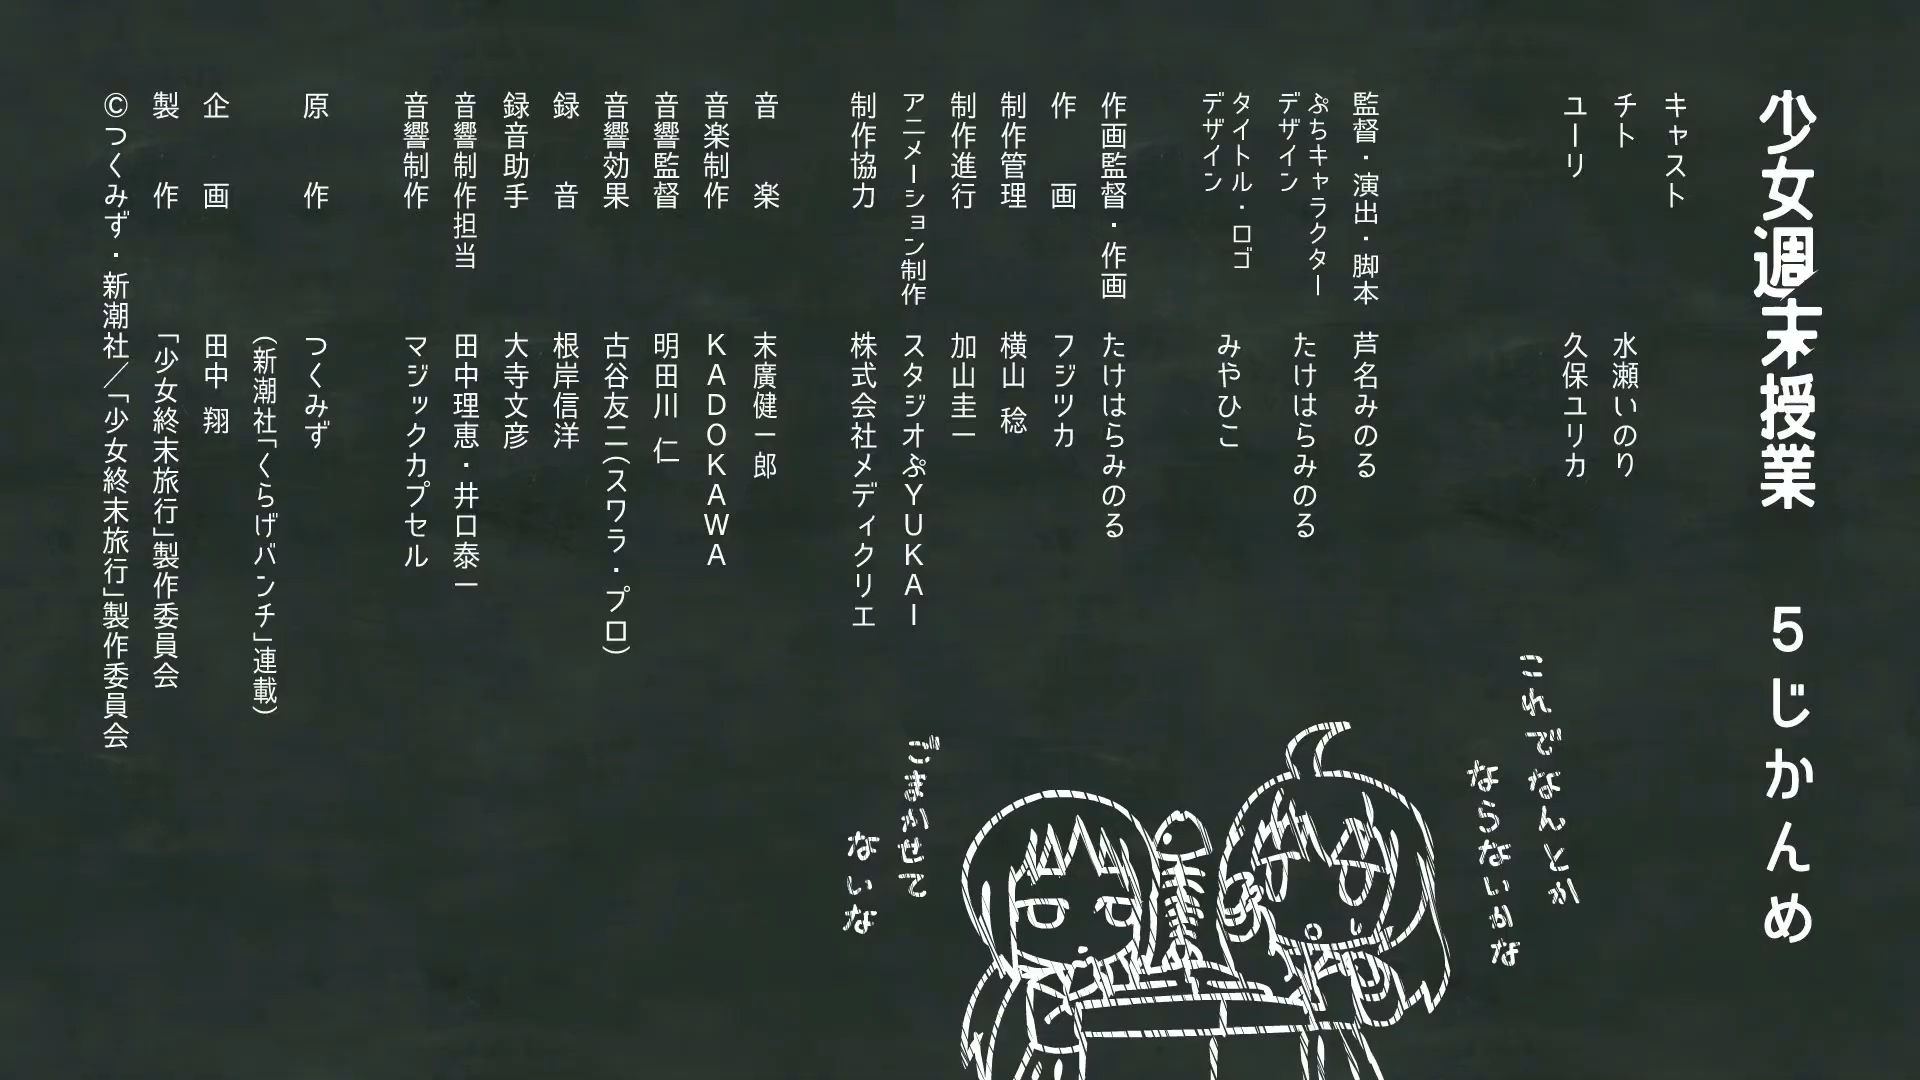 少女週末授業　５じかんめ
キャスト
チト　水瀬いのり
ユーリ　久保ユリカ
監督・演出・脚本　芦名みのる
ぷちキャラクターデザイン　たけはらみのる
タイトル・ロゴデザイン　みやひこ
作画監督・作画　たけはらみのる
作　画　フジツカ
制作管理　横山　稔
制作進行　加山圭一
アニメーション制作　スタジオぷＹＵＫＡＩ
制作協力　株式会社メディクリエ
音　楽　末廣健一郎
音楽制作　ＫＡＤＯＫＡＷＡ
音響監督　明田川　仁
音響効果　古谷友二（スワラ・プロ）
録　音　根岸信洋
録音助手　大寺文彦
音響制作担当　田中理恵・井口泰一
音響制作　マジックカプセル
原　作　つくみず
（新潮社「くらげバンチ」連載）
企　画　田中　翔
製　作　「少女終末旅行」製作委員会
©つくみず・新潮社／「少女終末旅行」製作委員会
これでなんとか
ならないかな
ごまかせて
ないな